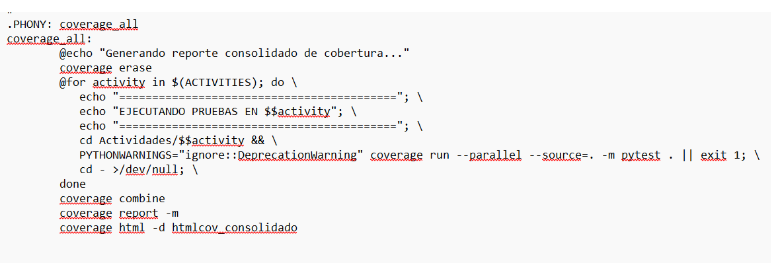 .PHONY: coverage_all
coverage_all:
@echo "Generando reporte consolidado de cobertura..."
coverage erase
@for activity in $(ACTIVITIES); do \
echo "=========================================="; \
echo "EJECUTANDO PRUEBAS EN $$activity"; \
echo "=========================================="; \
cd Actividades/$$activity && \
PYTHONWARNINGS="ignore::DeprecationWarning" coverage run --parallel --source=. -m pytest . || exit 1; \
cd - >/dev/null; \
done
coverage combine
coverage report -m
coverage html -d htmlcov_consolidado